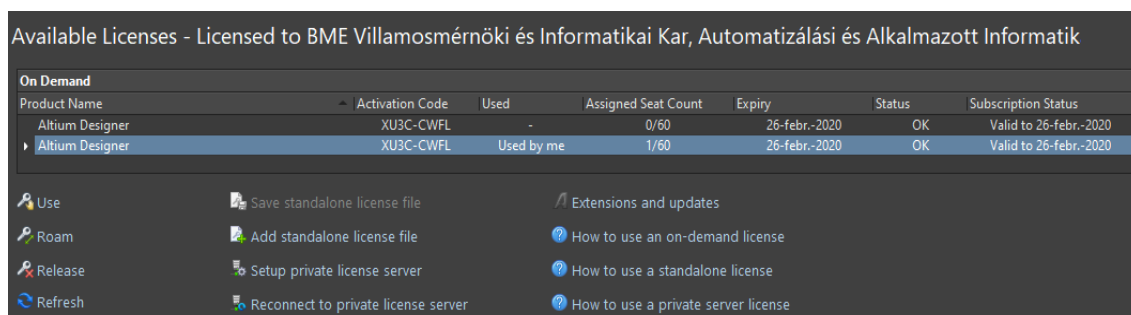 Available Licenses - Licensed to BME Villamosmérnöki és Informatikai Kar, Automatizálási és Alkalmazott Informatik
On Demand
Product Name Activation Code Used Assigned Seat Count Expiry Status Subscription Status
Altium Designer XU3C-CWFL - 0/60 26-febr.-2020 OK Valid to 26-febr.-2020
Altium Designer XU3C-CWFL Used by me 1/60 26-febr.-2020 OK Valid to 26-febr.-2020
Use Save standalone license file Extensions and updates
Roam Add standalone license file How to use an on-demand license
Release Setup private license server How to use a standalone license
Refresh Reconnect to private license server How to use a private server license